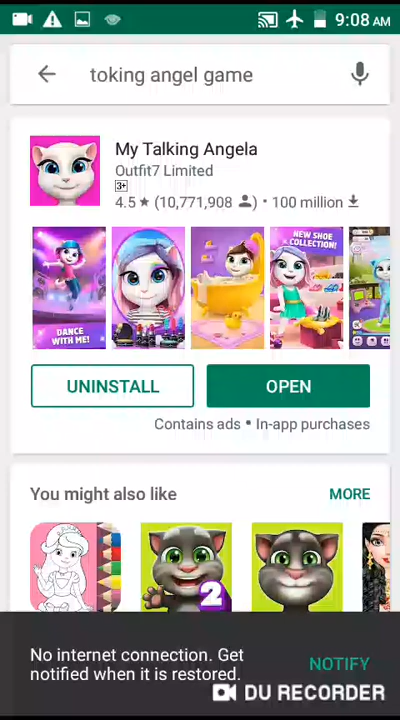 9:08 AM
toking angel game
My Talking Angela
Outfit7 Limited
3+
4.5 ★ (10,771,908 ) • 100 million
DANCE
WITH ME!
NEW SHOE
COLLECTION!
UNINSTALL
OPEN
Contains ads • In-app purchases
You might also like
MORE
2
No internet connection. Get
notified when it is restored.
NOTIFY
DU RECORDER